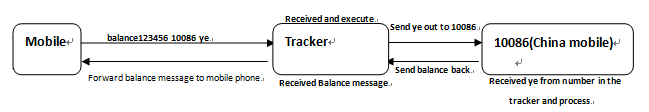 Received and execute.
balance123456 10086 ye.
Send ye out to 10086.
Mobile
Tracker
10086(China mobile)
Forward balance message to mobile phone.
Send balance back.
Received Balance message.
Received ye from number in the
tracker and process.